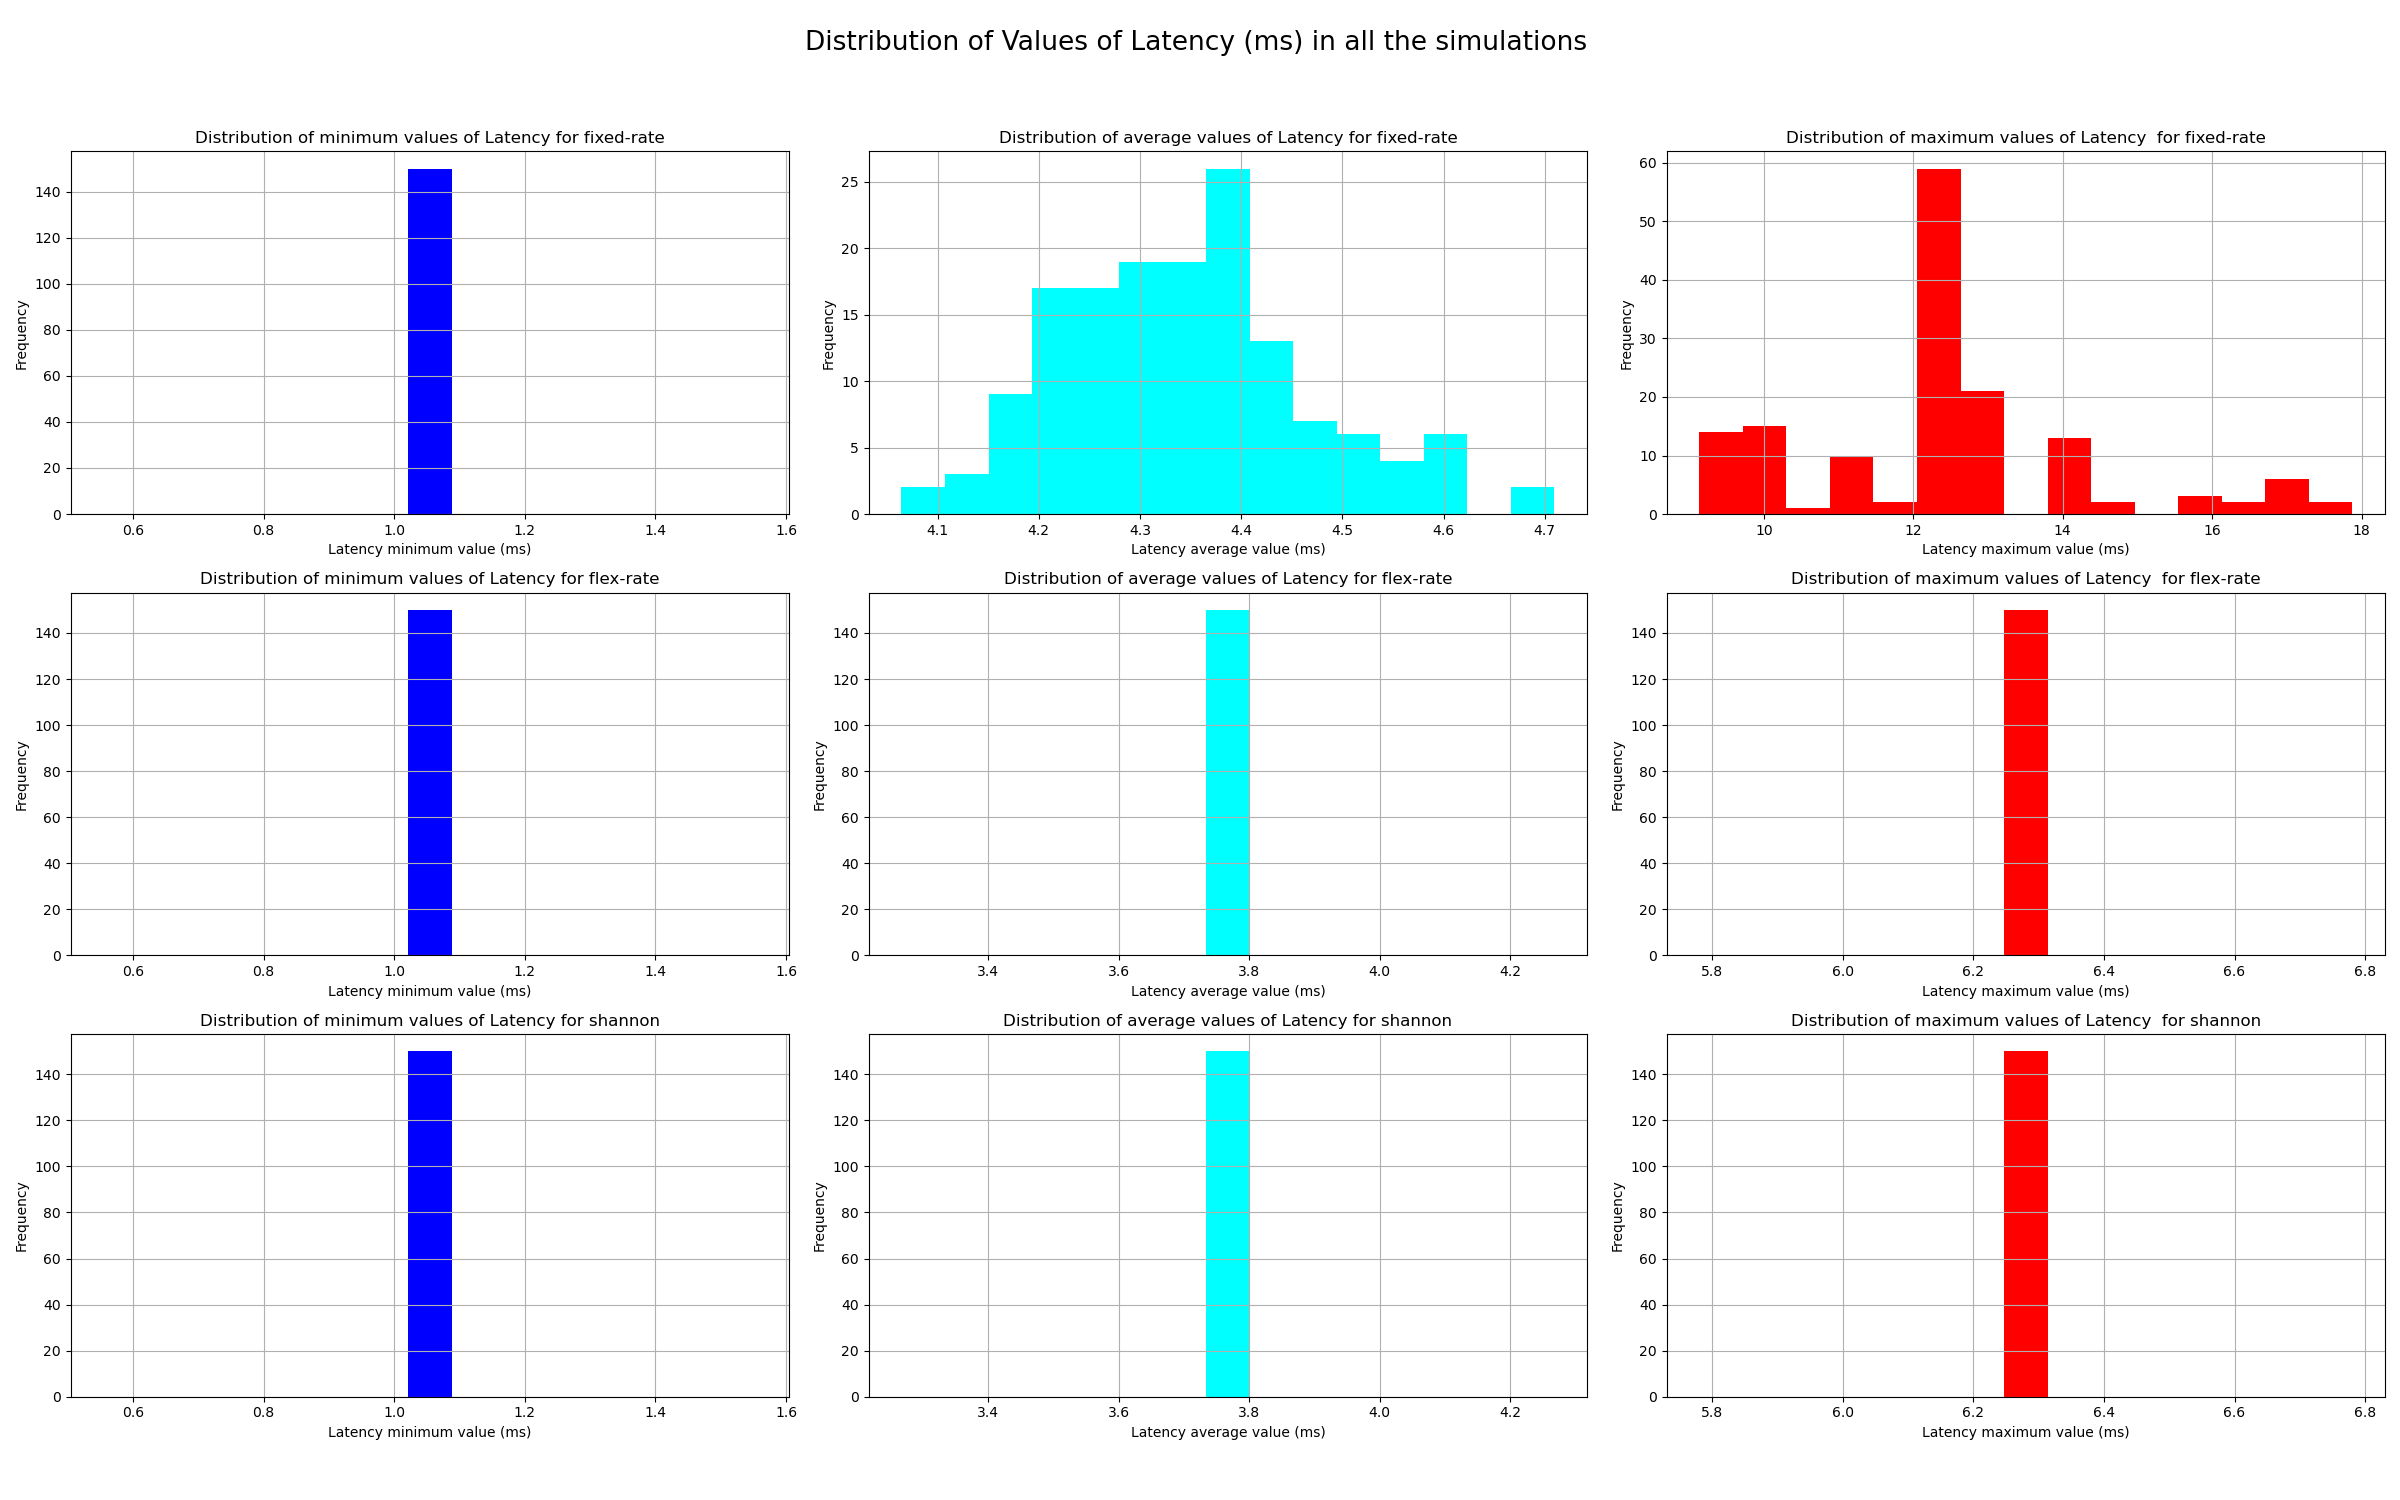 Distribution of Values of Latency (ms) in all the simulations
Distribution of minimum values of Latency for fixed-rate
Frequency
0
20
40
60
80
100
120
140
0.6 0.8 1.0 1.2 1.4 1.6
Latency minimum value (ms)
Distribution of average values of Latency for fixed-rate
Frequency
0
5
10
15
20
25
4.1 4.2 4.3 4.4 4.5 4.6 4.7
Latency average value (ms)
Distribution of maximum values of Latency  for fixed-rate
Frequency
0
10
20
30
40
50
60
10 12 14 16 18
Latency maximum value (ms)
Distribution of minimum values of Latency for flex-rate
Frequency
0
20
40
60
80
100
120
140
0.6 0.8 1.0 1.2 1.4 1.6
Latency minimum value (ms)
Distribution of average values of Latency for flex-rate
Frequency
0
20
40
60
80
100
120
140
3.4 3.6 3.8 4.0 4.2
Latency average value (ms)
Distribution of maximum values of Latency  for flex-rate
Frequency
0
20
40
60
80
100
120
140
5.8 6.0 6.2 6.4 6.6 6.8
Latency maximum value (ms)
Distribution of minimum values of Latency for shannon
Frequency
0
20
40
60
80
100
120
140
0.6 0.8 1.0 1.2 1.4 1.6
Latency minimum value (ms)
Distribution of average values of Latency for shannon
Frequency
0
20
40
60
80
100
120
140
3.4 3.6 3.8 4.0 4.2
Latency average value (ms)
Distribution of maximum values of Latency  for shannon
Frequency
0
20
40
60
80
100
120
140
5.8 6.0 6.2 6.4 6.6 6.8
Latency maximum value (ms)